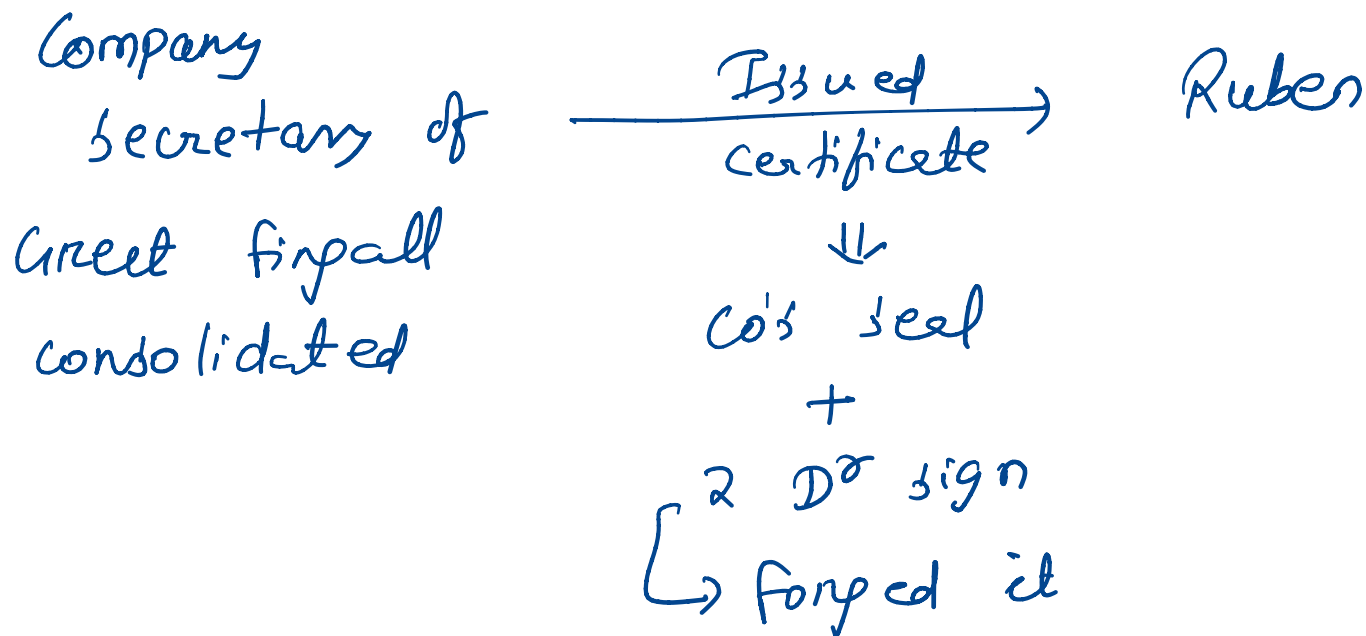 Company
secretary of
Great fingall
consolidated
Issued
certificate
Ruben
⇓
Co's seal
+
2 Dʳ sign
↳ Forged it